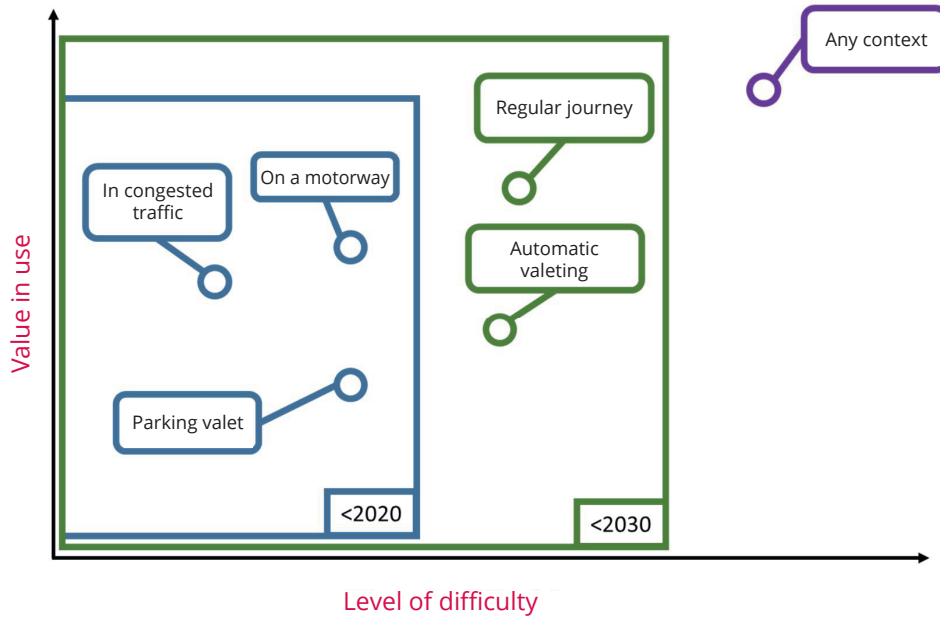 Any context
Regular journey
On a motorway
In congested
traffic
Automatic
valeting
Value in use
Parking valet
<2020
<2030
Level of difficulty